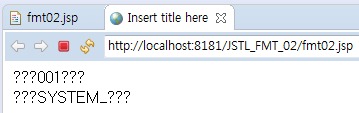 fmt02.jsp
Insert title here
http://localhost:8181/JSTL_FMT_02/fmt02.jsp
???001???
???SYSTEM_???